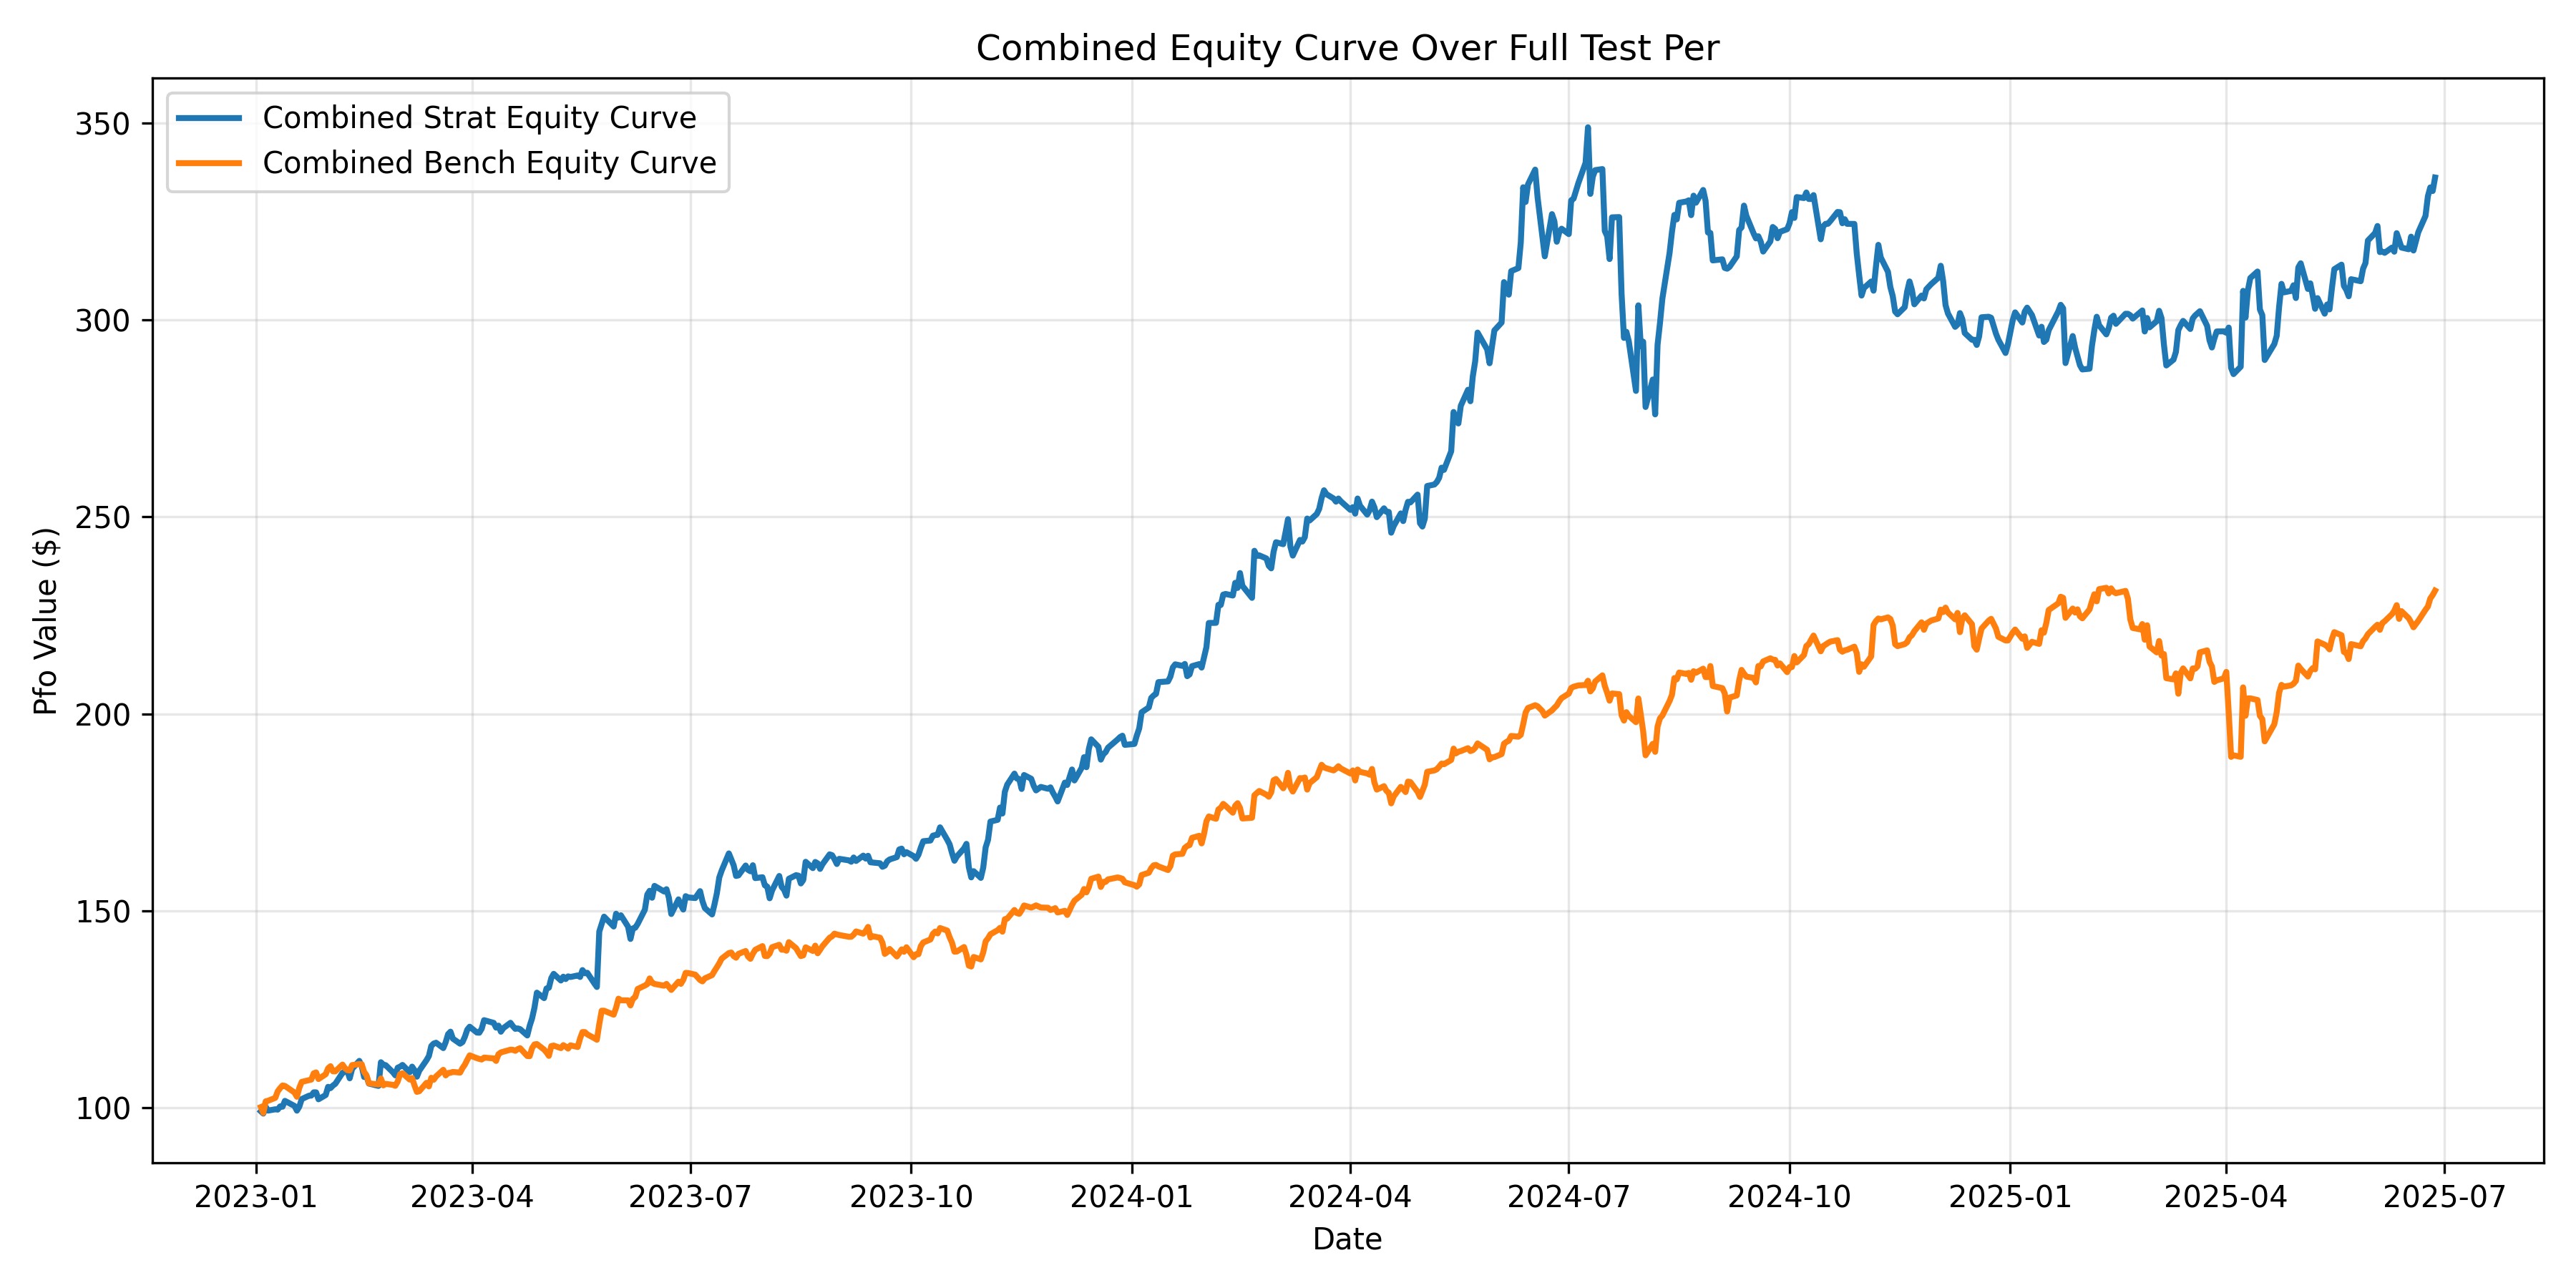 Combined Equity Curve Over Full Test Per
Combined Strat Equity Curve
Combined Bench Equity Curve
Pfo Value ($)
350
300
250
200
150
100
2023-01 2023-04 2023-07 2023-10 2024-01 2024-04 2024-07 2024-10 2025-01 2025-04 2025-07
Date